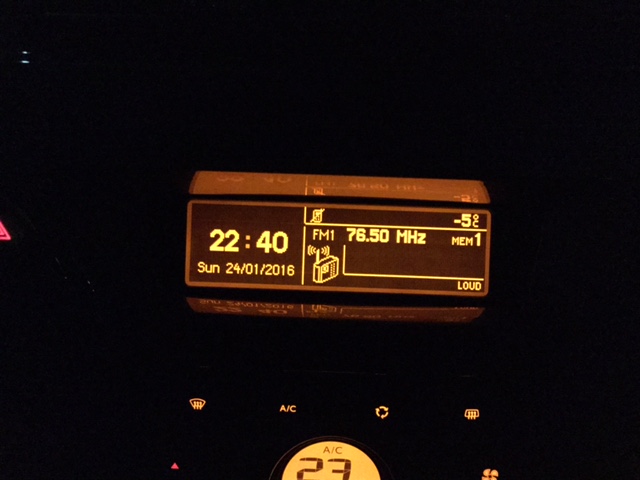 -5°C
22:40
FM1 76.50 MHz MEM1
Sun 24/01/2016
LOUD
A/C
A/C
23